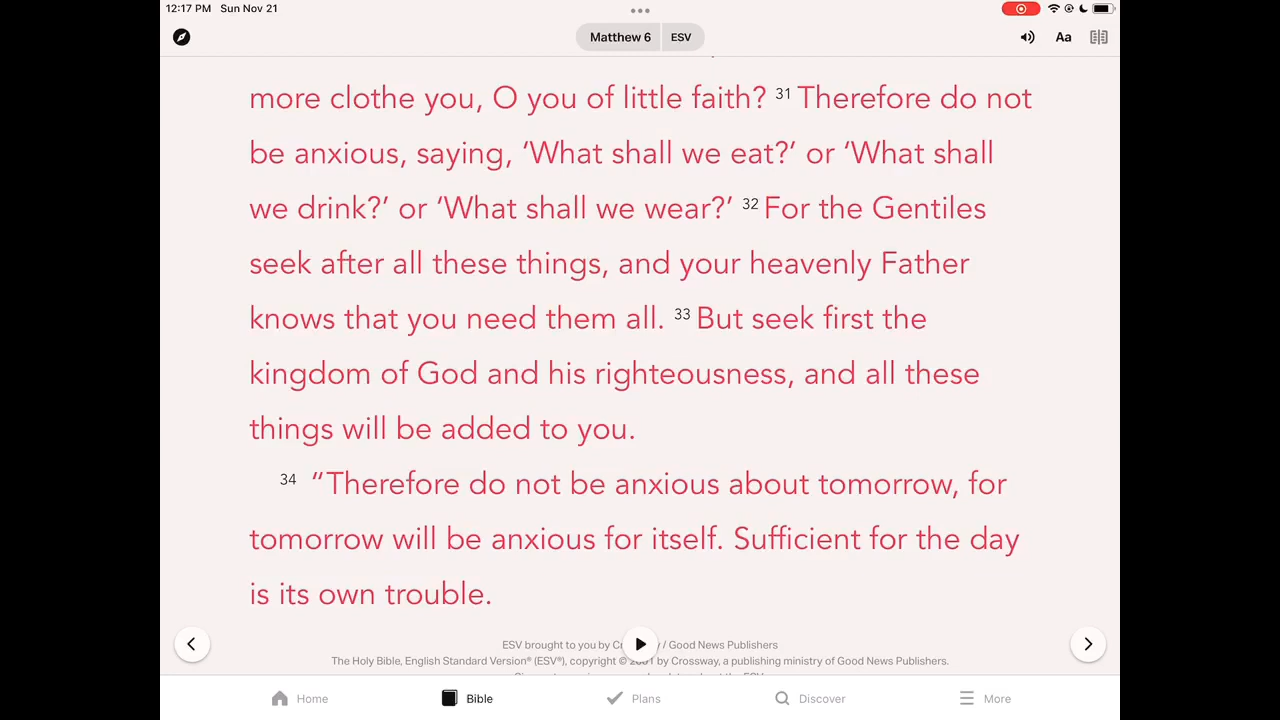 12:17 PM Sun Nov 21
Matthew 6 ESV
Aa
more clothe you, O you of little faith? 31 Therefore do not
be anxious, saying, ‘What shall we eat?’ or ‘What shall
we drink?’ or ‘What shall we wear?’ 32 For the Gentiles
seek after all these things, and your heavenly Father
knows that you need them all. 33 But seek first the
kingdom of God and his righteousness, and all these
things will be added to you.
34 “Therefore do not be anxious about tomorrow, for
tomorrow will be anxious for itself. Sufficient for the day
is its own trouble.
ESV brought to you by / Good News Publishers
The Holy Bible, English Standard Version® (ESV®), copyright © by Crossway, a publishing ministry of Good News Publishers.
Home Bible Plans Discover More